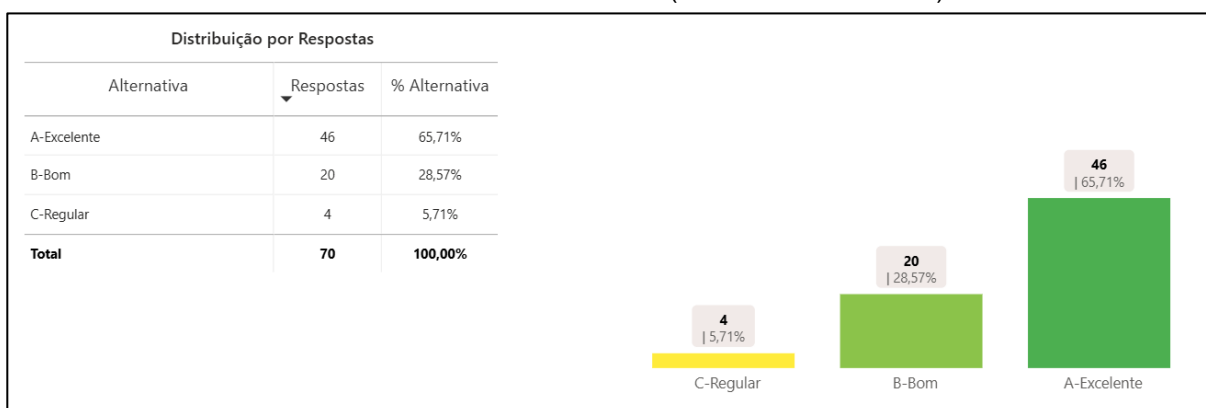 Distribuição por Respostas
Alternativa Respostas % Alternativa
A-Excelente 46 65,71%
B-Bom 20 28,57%
C-Regular 4 5,71%
Total 70 100,00%
46
| 65,71%
20
| 28,57%
4
| 5,71%
C-Regular B-Bom A-Excelente